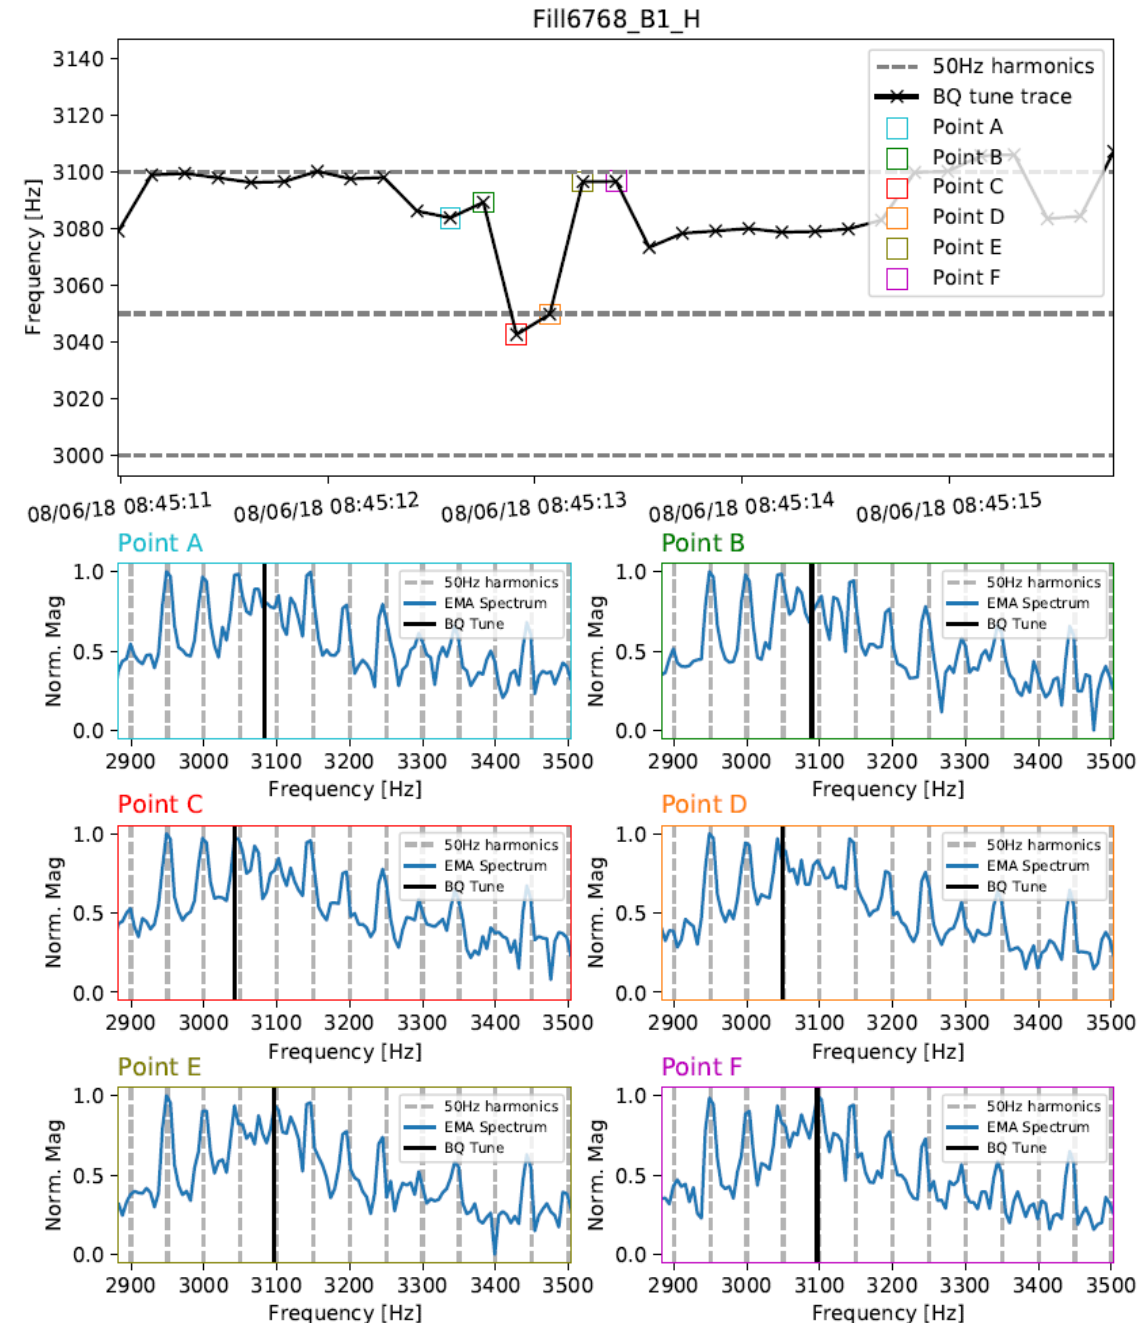 Fill6768_B1_H
3140
3120
3100
3080
3060
3040
3020
3000
Frequency [Hz]
50Hz harmonics
BQ tune trace
Point A
Point B
Point C
Point D
Point E
Point F
08/06/18 08:45:11 08/06/18 08:45:12 08/06/18 08:45:13 08/06/18 08:45:14 08/06/18 08:45:15
Point A
1.0
0.5
0.0
Norm. Mag
50Hz harmonics
EMA Spectrum
BQ Tune
2900 3000 3100 3200 3300 3400 3500
Frequency [Hz]
Point B
1.0
0.5
0.0
Norm. Mag
50Hz harmonics
EMA Spectrum
BQ Tune
2900 3000 3100 3200 3300 3400 3500
Frequency [Hz]
Point C
1.0
0.5
0.0
Norm. Mag
50Hz harmonics
EMA Spectrum
BQ Tune
2900 3000 3100 3200 3300 3400 3500
Frequency [Hz]
Point D
1.0
0.5
0.0
Norm. Mag
50Hz harmonics
EMA Spectrum
BQ Tune
2900 3000 3100 3200 3300 3400 3500
Frequency [Hz]
Point E
1.0
0.5
0.0
Norm. Mag
50Hz harmonics
EMA Spectrum
BQ Tune
2900 3000 3100 3200 3300 3400 3500
Frequency [Hz]
Point F
1.0
0.5
0.0
Norm. Mag
50Hz harmonics
EMA Spectrum
BQ Tune
2900 3000 3100 3200 3300 3400 3500
Frequency [Hz]